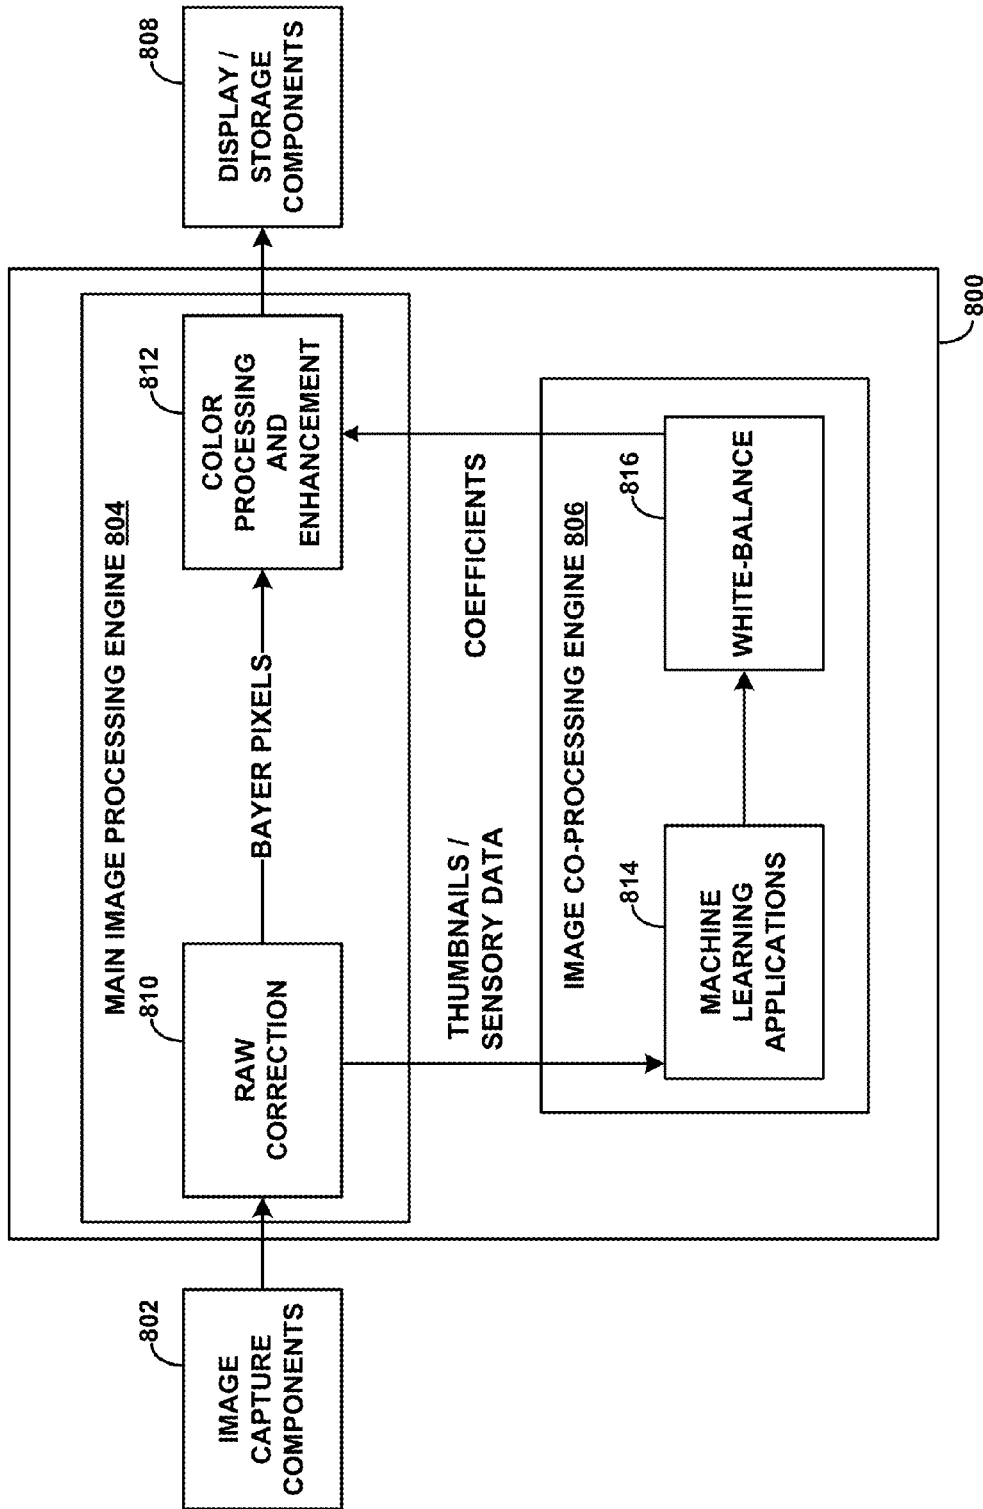 802
IMAGE
CAPTURE
COMPONENTS
MAIN IMAGE PROCESSING ENGINE 804
810
RAW
CORRECTION
BAYER PIXELS
812
COLOR
PROCESSING
AND
ENHANCEMENT
808
DISPLAY /
STORAGE
COMPONENTS
THUMBNAILS /
SENSORY DATA
COEFFICIENTS
IMAGE CO-PROCESSING ENGINE 806
814
MACHINE
LEARNING
APPLICATIONS
816
WHITE-BALANCE
800